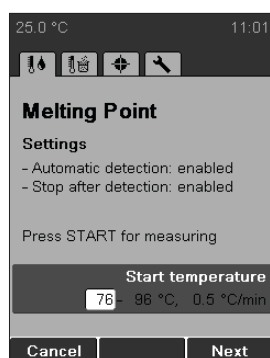 25.0 °C 11:01
Melting Point
Settings
- Automatic detection: enabled
- Stop after detection: enabled
Press START for measuring
Start temperature
76 - 96 °C, 0.5 °C/min
Cancel Next